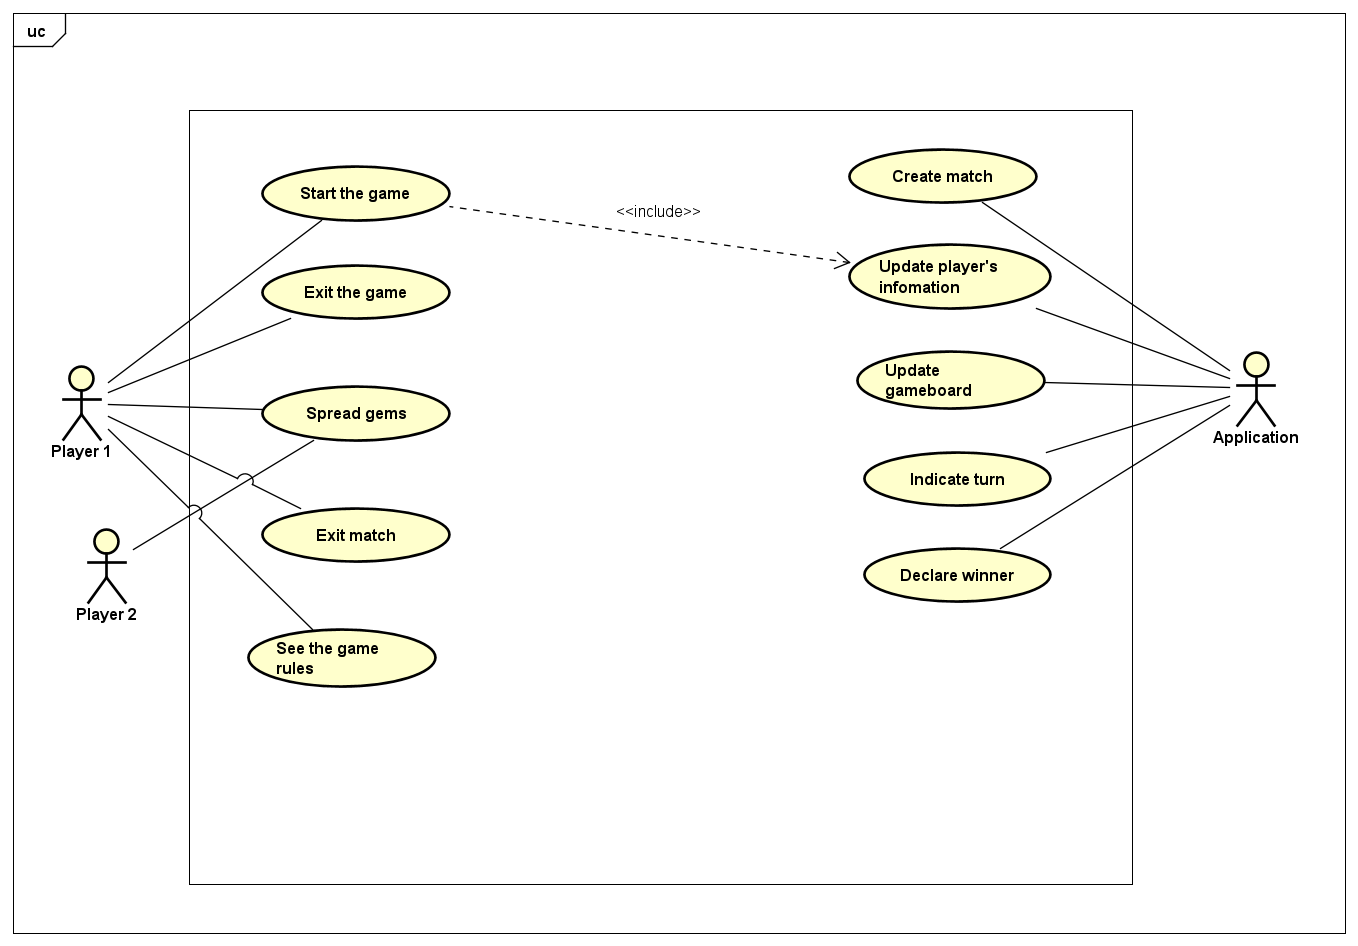 uc
Start the game
Create match
<<include>>
Update player's
infomation
Exit the game
Update
gameboard
Spread gems
Player 1
Application
Indicate turn
Exit match
Declare winner
Player 2
See the game
rules